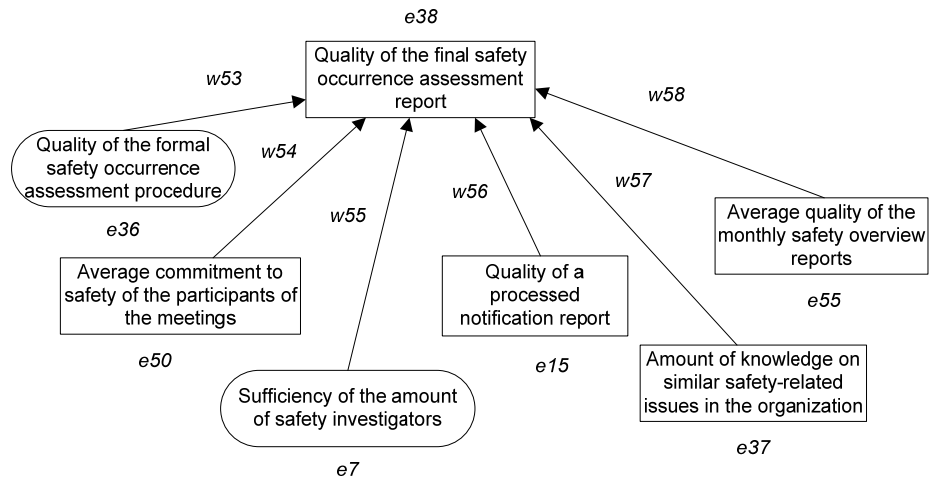 e38
Quality of the final safety
occurrence assessment
report
w53
w58
Quality of the formal
safety occurrence
assessment procedure
e36
w54
w55
w56
w57
Average quality of the
monthly safety overview
reports
e55
Average commitment to
safety of the participants of
the meetings
e50
Quality of a
processed
notification report
e15
Sufficiency of the amount
of safety investigators
e7
Amount of knowledge on
similar safety-related
issues in the organization
e37